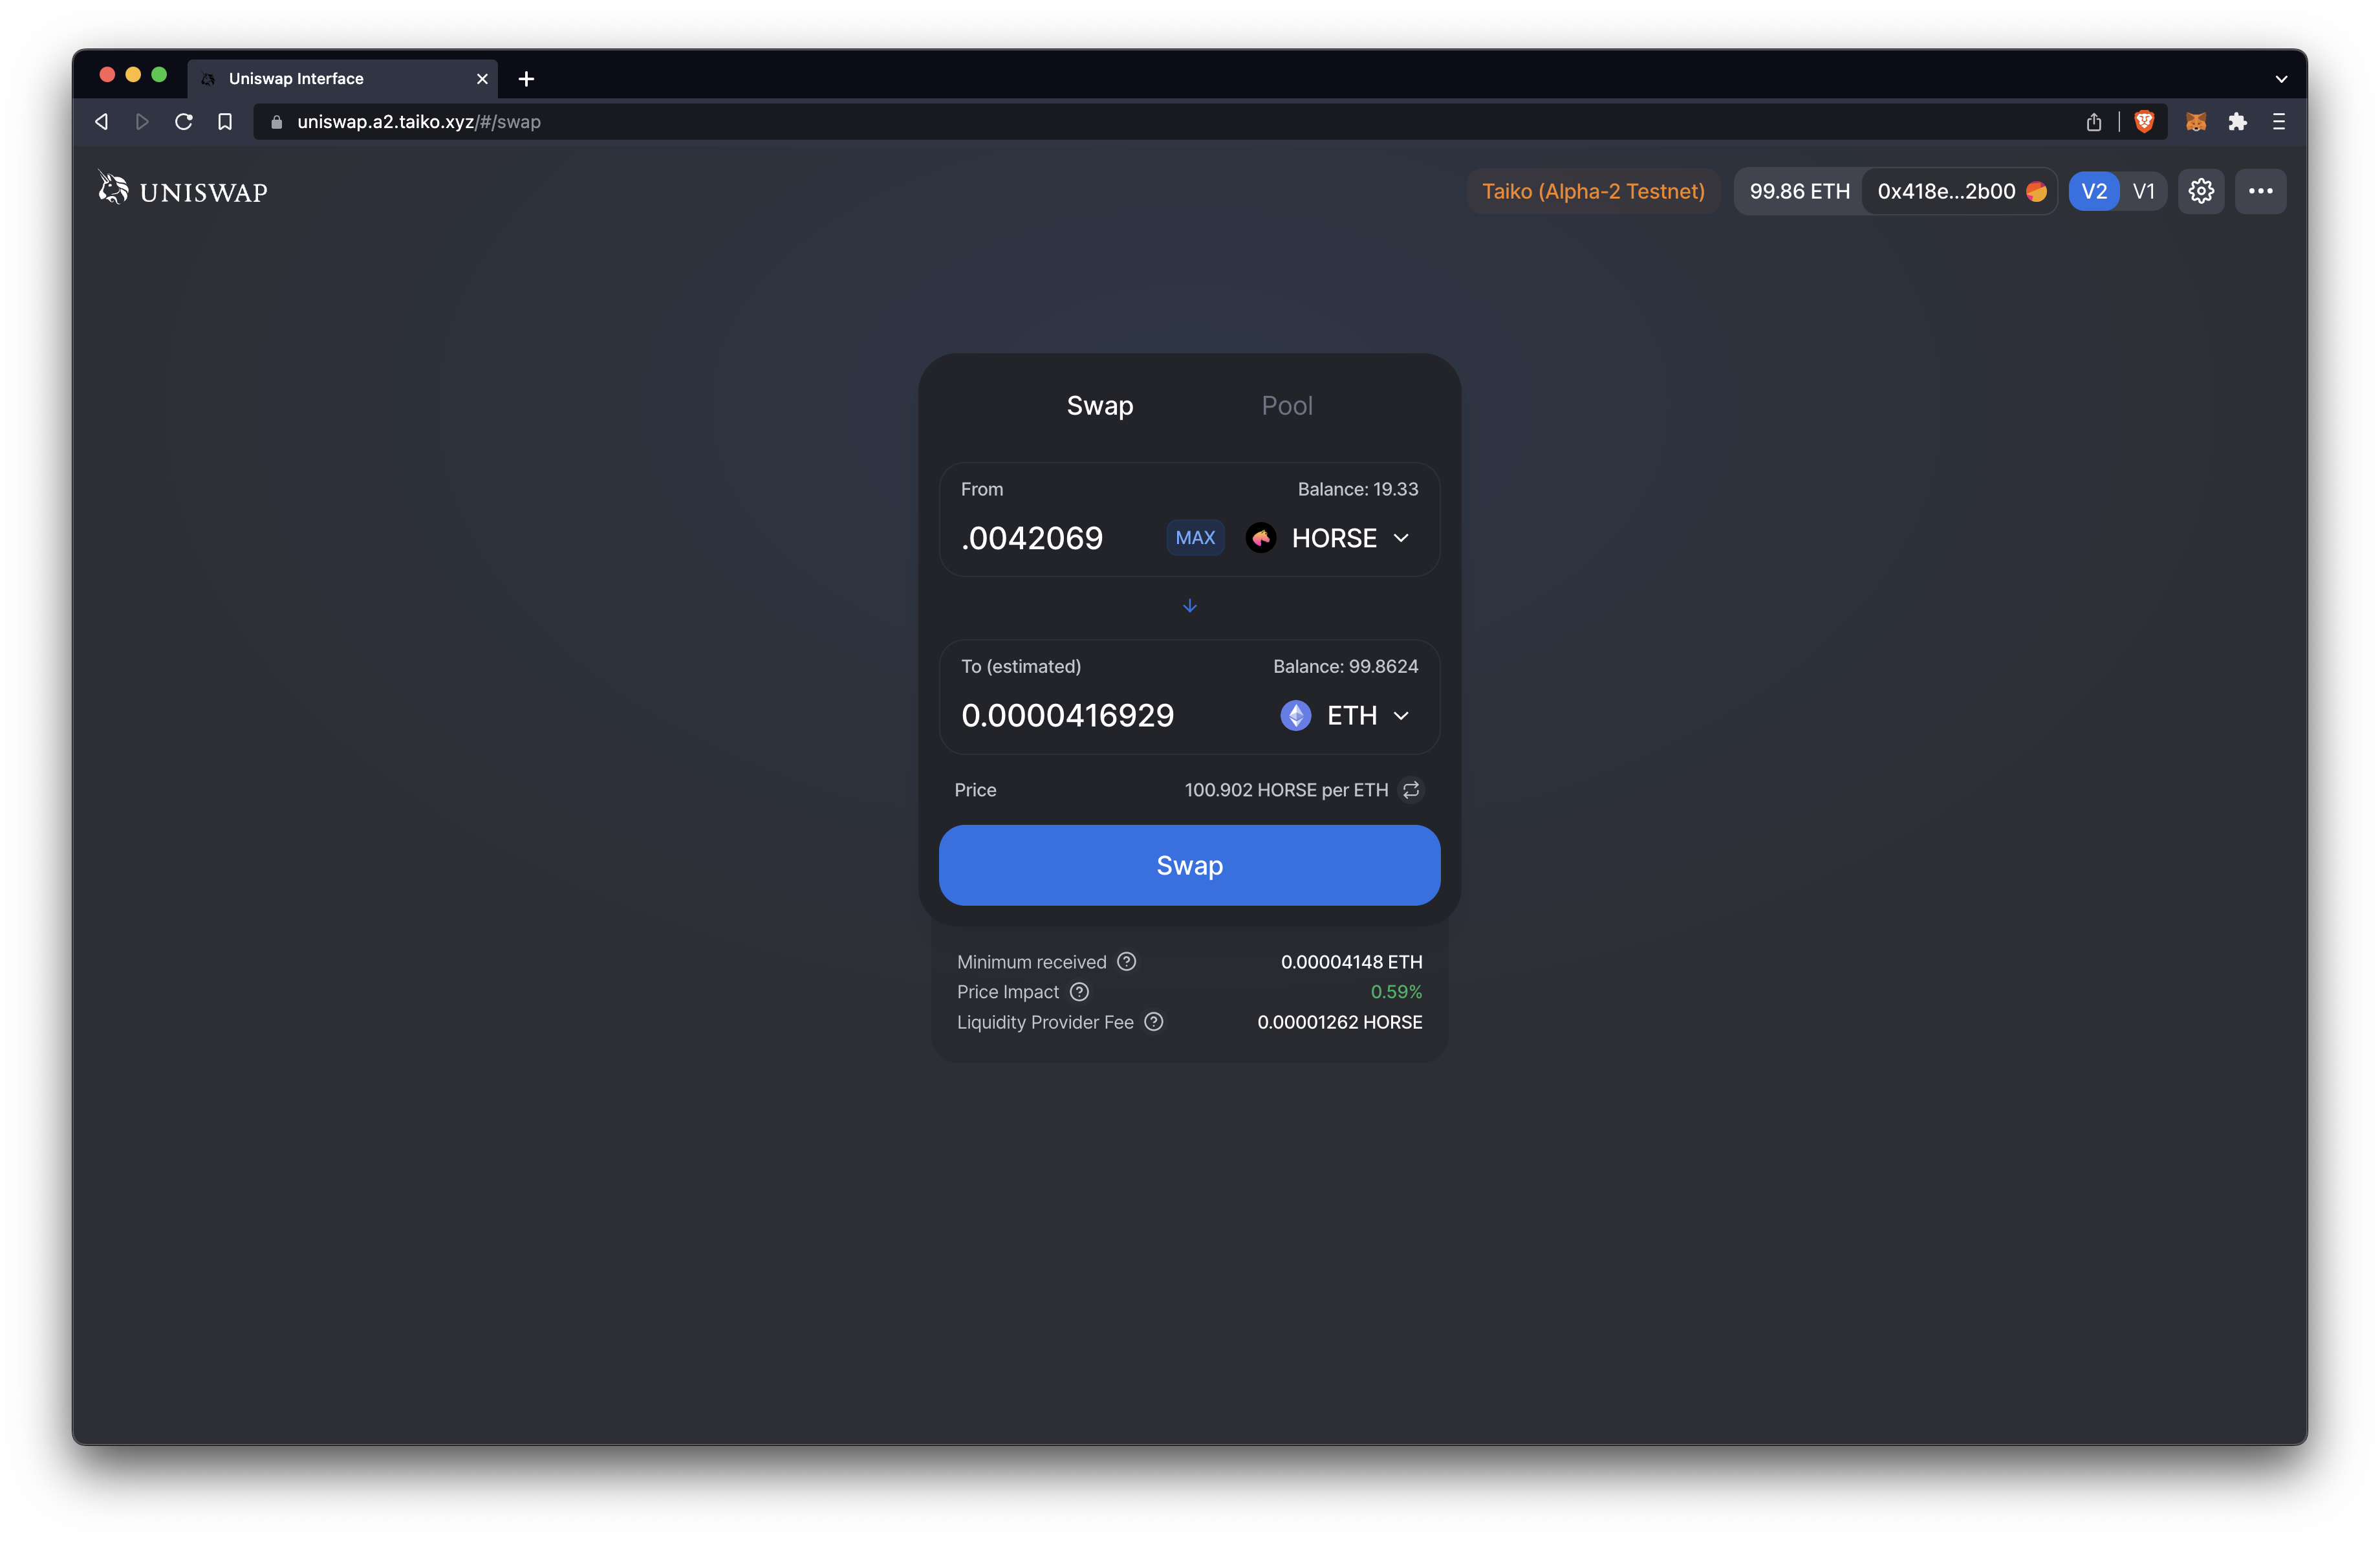 Uniswap Interface
uniswap.a2.taiko.xyz/#/swap
UNISWAP
Taiko (Alpha-2 Testnet)
99.86 ETH
0x418e...2b00
V2
V1
Swap
Pool
From
Balance: 19.33
.0042069
MAX
HORSE
To (estimated)
Balance: 99.8624
0.0000416929
ETH
Price
100.902 HORSE per ETH
Swap
Minimum received
0.00004148 ETH
Price Impact
0.59%
Liquidity Provider Fee
0.00001262 HORSE